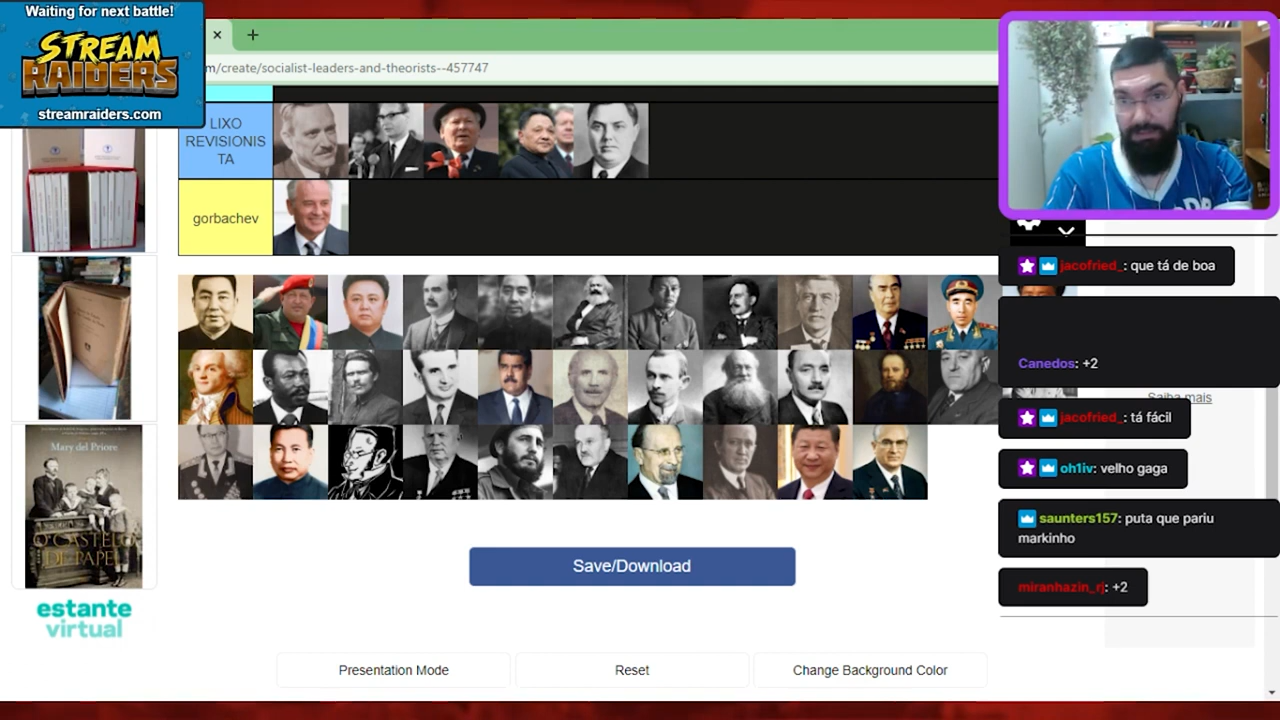 Waiting for next battle!
STREAM
RAIDERS
streamraiders.com
m/create/socialist-leaders-and-theorists--457747
LIXO
REVISIONIS
TA
gorbachev
jacofried_: que tá de boa
Canedos: +2
Saiba mais
jacofried_: tá fácil
oh1iv: velho gaga
saunters157: puta que pariu
markinho
miranhazin_rj: +2
Mary del Priore
O CASTELO
DE PAPEL
estante
virtual
Save/Download
Presentation Mode
Reset
Change Background Color